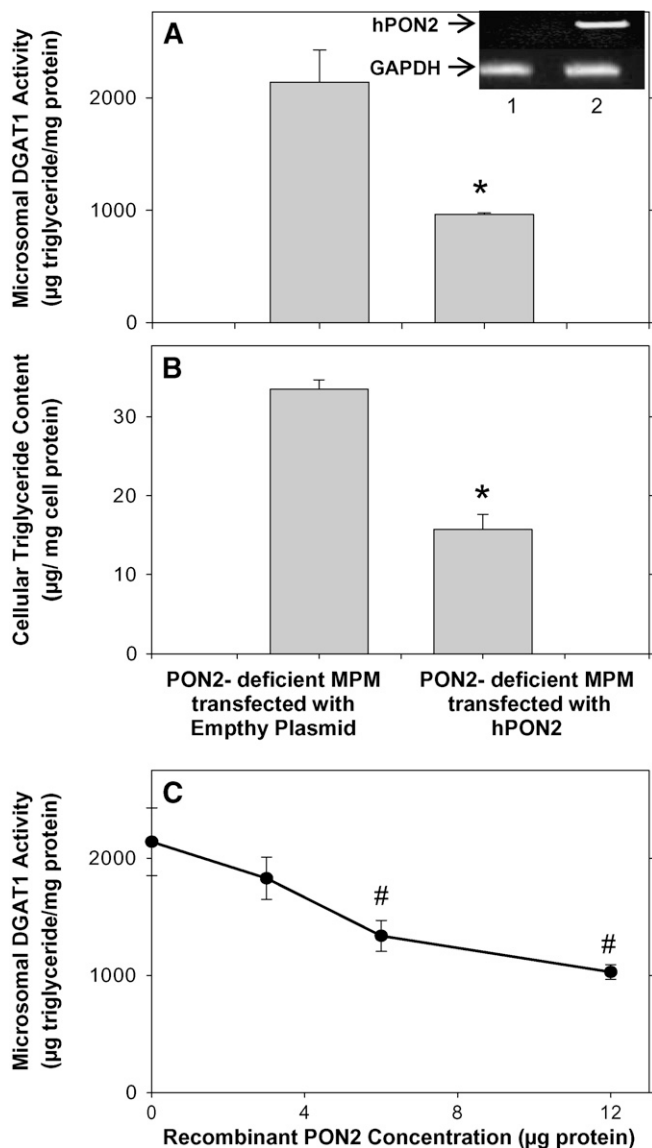 A
hPON2
GAPDH
1 2
*
Microsomal DGAT1 Activity
(µg triglyceride/mg protein)
2000
1000
0
B
*
Cellular Triglyceride Content
(µg/ mg cell protein)
30
20
10
0
PON2- deficient MPM
transfected with
Empthy Plasmid
PON2- deficient MPM
transfected with
hPON2
C
Microsomal DGAT1 Activity
(µg triglyceride/mg protein)
2000
1000
0
#
#
0 4 8 12
Recombinant PON2 Concentration (µg protein)